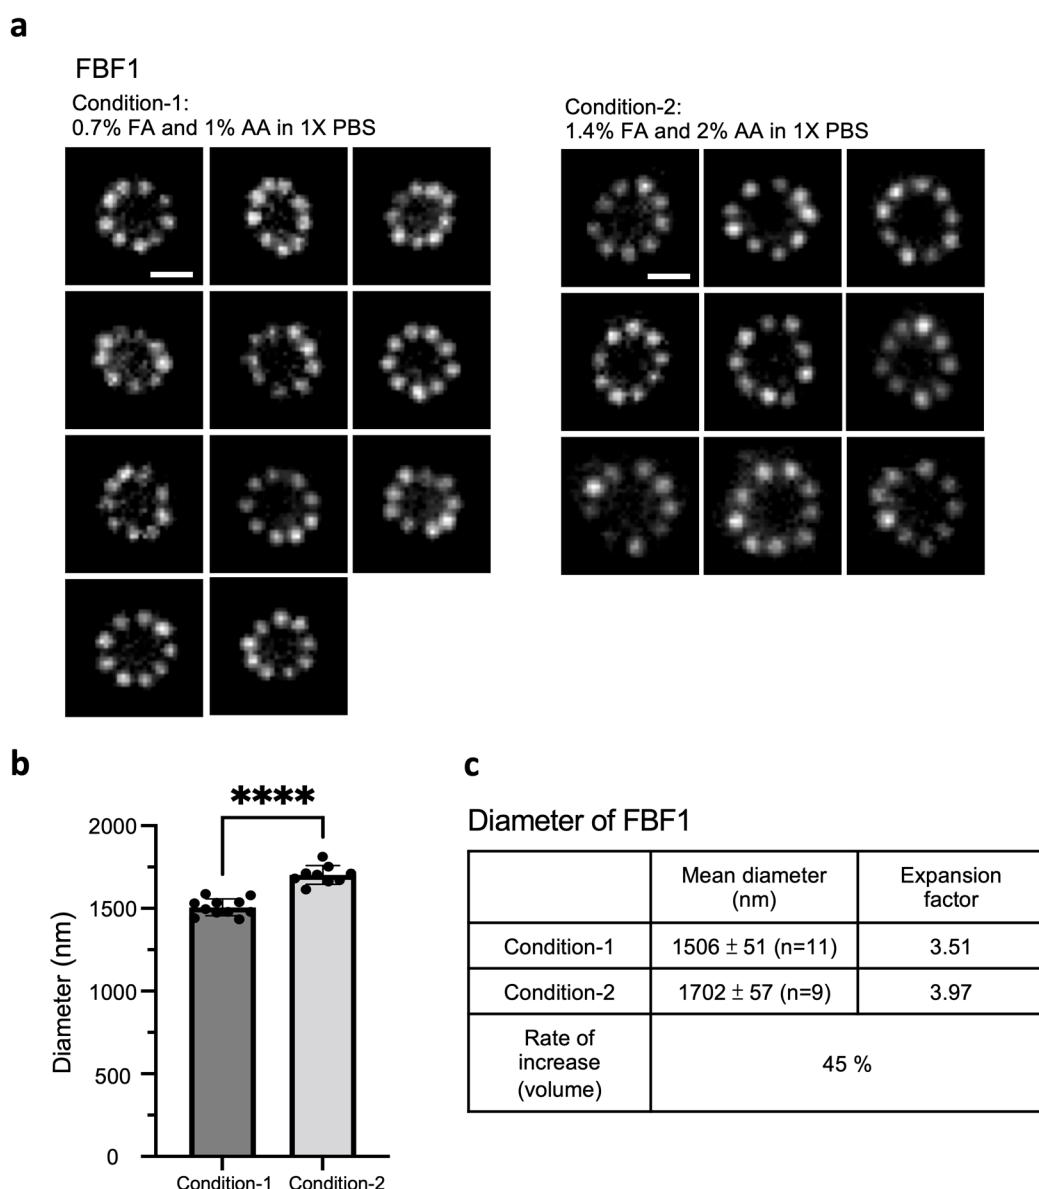 a
FBF1
Condition-1:
0.7% FA and 1% AA in 1X PBS
Condition-2:
1.4% FA and 2% AA in 1X PBS
b
****
2000
1500
1000
500
0
Diameter (nm)
Condition-1
Condition-2
c
Diameter of FBF1
Mean diameter
(nm)
Expansion
factor
Condition-1
1506 ± 51 (n=11)
3.51
Condition-2
1702 ± 57 (n=9)
3.97
Rate of
increase
(volume)
45 %